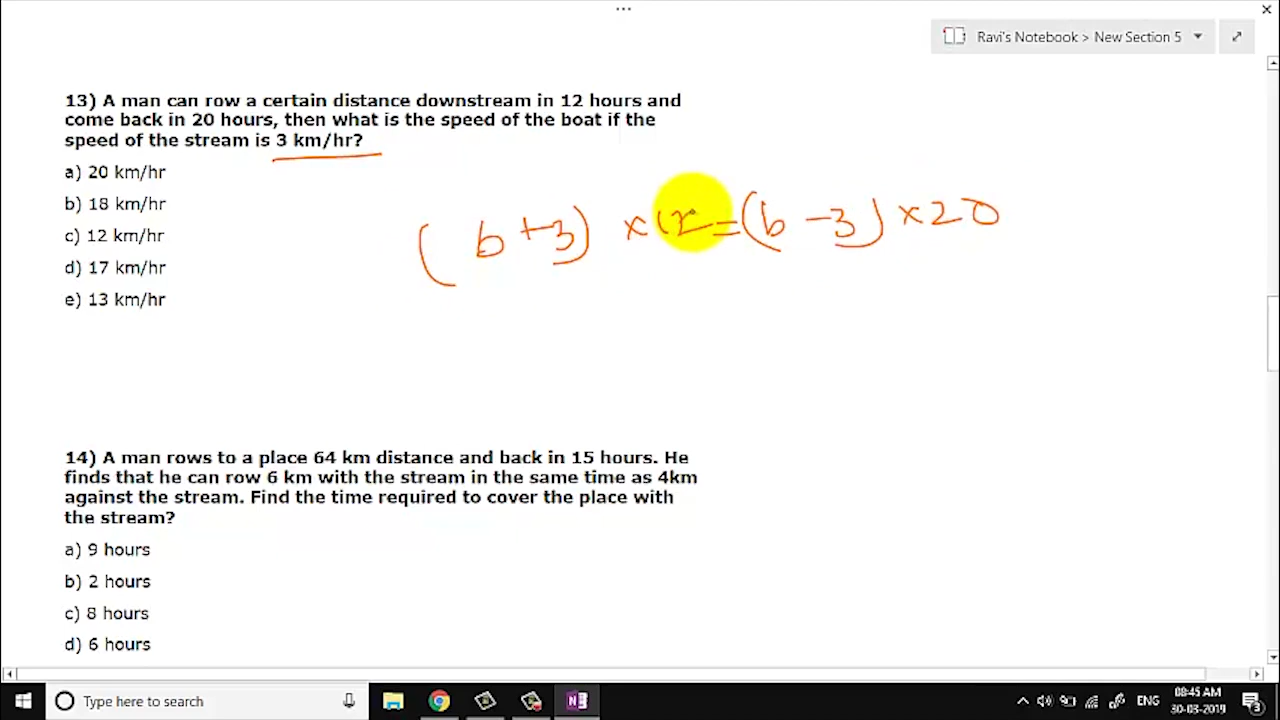 Ravi's Notebook > New Section 5
13) A man can row a certain distance downstream in 12 hours and
come back in 20 hours, then what is the speed of the boat if the
speed of the stream is 3 km/hr?
a) 20 km/hr
b) 18 km/hr
c) 12 km/hr
d) 17 km/hr
e) 13 km/hr
(b+3) × 12 = (b-3) × 20
14) A man rows to a place 64 km distance and back in 15 hours. He
finds that he can row 6 km with the stream in the same time as 4km
against the stream. Find the time required to cover the place with
the stream?
a) 9 hours
b) 2 hours
c) 8 hours
d) 6 hours
Type here to search
ENG
08:45 AM
30-03-2019
3